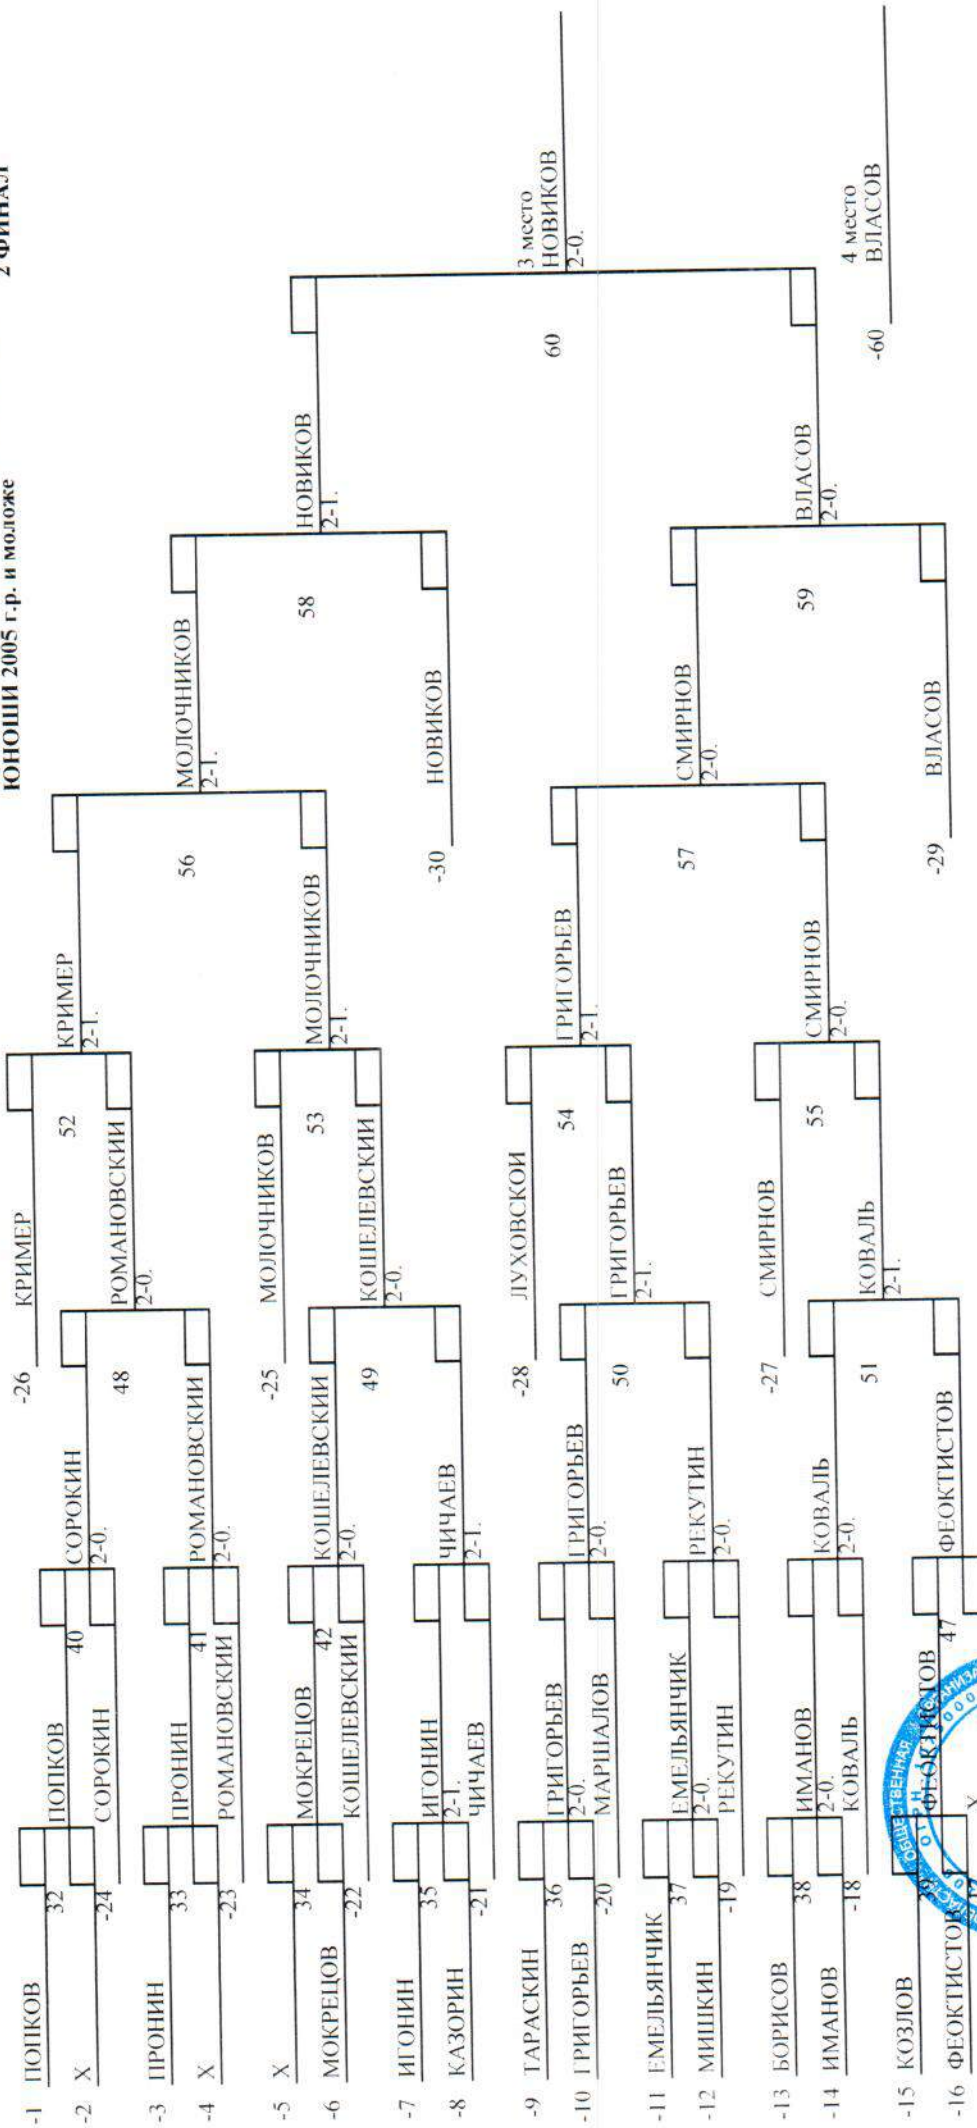 2 ФИНАЛ
ЮНОШИ 2005 г.р. и моложе
-1 ПОПКОВ
-2 Х
-3 ПРОНИН
-4 Х
-5 Х
-6 МОКРЕЦОВ
-7 ИГОНИН
-8 КАЗОРИН
-9 ТАРАСКИН
-10 ГРИГОРЬЕВ
-11 ЕМЕЛЬЯНЧИК
-12 МИШКИН
-13 БОРИСОВ
-14 ИМАНОВ
-15 КОЗЛОВ
-16 ФЕОКТИСТОВ
32 ПОПКОВ
-24 СОРОКИН
33 ПРОНИН
-23 РОМАНОВСКИЙ
34 МОКРЕЦОВ
-22 КОШЕЛЕВСКИЙ
35 ИГОНИН
2-1.
-21 ЧИЧАЕВ
36 ГРИГОРЬЕВ
2-0.
-20 МАРШАЛОВ
37 ЕМЕЛЬЯНЧИК
2-0.
-19 РЕКУТИН
38 ИМАНОВ
2-0.
-18 КОВАЛЬ
39 ФЕОКТИСТОВ
Х
40 СОРОКИН
2-0.
41 РОМАНОВСКИЙ
2-0.
42 КОШЕЛЕВСКИЙ
2-0.
ЧИЧАЕВ
2-1.
ГРИГОРЬЕВ
2-0.
РЕКУТИН
2-0.
КОВАЛЬ
2-0.
47 ФЕОКТИСТОВ
-26 КРИМЕР
48 РОМАНОВСКИЙ
2-0.
-25 МОЛОЧНИКОВ
49 КОШЕЛЕВСКИЙ
2-0.
-28 ЛУХОВСКОЙ
50 ГРИГОРЬЕВ
2-1.
-27 СМИРНОВ
51 КОВАЛЬ
2-1.
52 КРИМЕР
2-1.
53 МОЛОЧНИКОВ
2-1.
54 ГРИГОРЬЕВ
2-1.
55 СМИРНОВ
2-0.
56 МОЛОЧНИКОВ
2-1.
-30 НОВИКОВ
57 СМИРНОВ
2-0.
-29 ВЛАСОВ
58 НОВИКОВ
2-1.
59 ВЛАСОВ
2-0.
60
3 место
НОВИКОВ
2-0.
-60
4 место
ВЛАСОВ
ОБЩЕСТВЕННАЯ
ОГРН